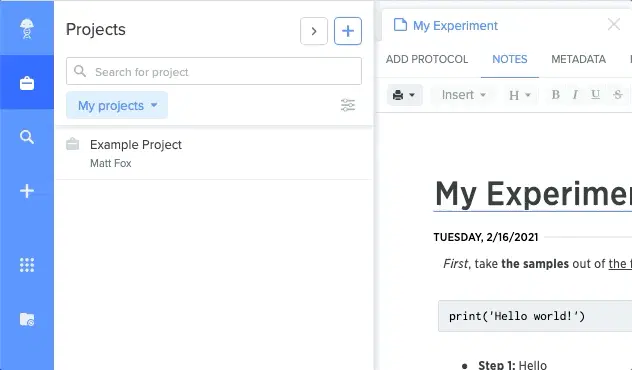 Projects
Search for project
My projects
Example Project
Matt Fox
My Experiment
ADD PROTOCOL NOTES METADATA
Insert H B I U S
My Experime
TUESDAY, 2/16/2021
First, take the samples out of the f
print('Hello world!')
Step 1: Hello